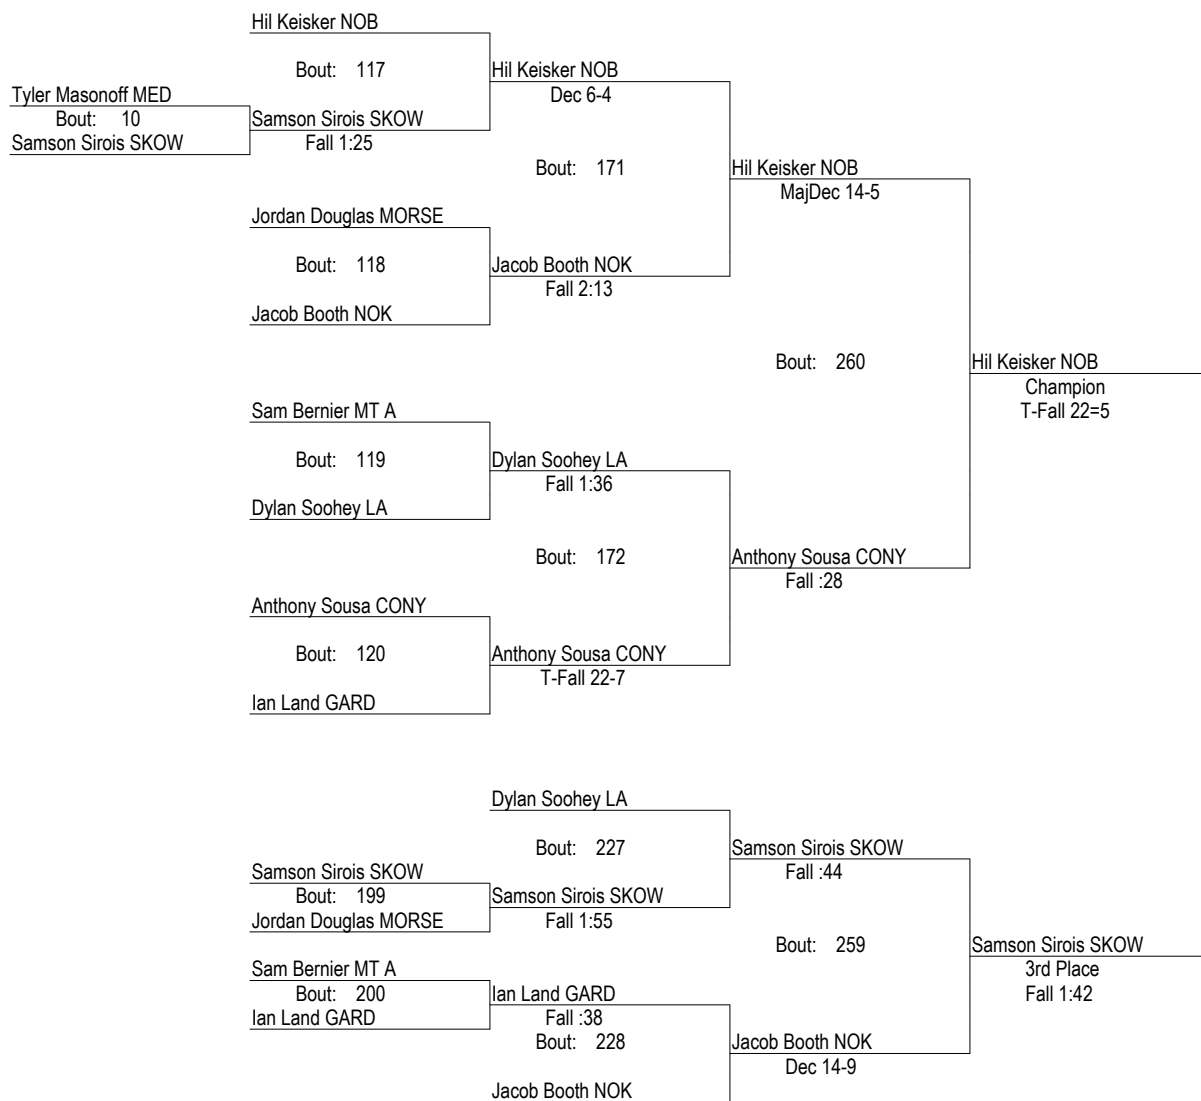 Hil Keisker NOB
Bout: 117
Hil Keisker NOB
Dec 6-4
Tyler Masonoff MED
Bout: 10
Samson Sirois SKOW
Samson Sirois SKOW
Fall 1:25
Bout: 171
Hil Keisker NOB
MajDec 14-5
Jordan Douglas MORSE
Bout: 118
Jacob Booth NOK
Fall 2:13
Jacob Booth NOK
Bout: 260
Hil Keisker NOB
Champion
T-Fall 22=5
Sam Bernier MT A
Bout: 119
Dylan Soohey LA
Fall 1:36
Dylan Soohey LA
Bout: 172
Anthony Sousa CONY
Fall :28
Anthony Sousa CONY
Bout: 120
Anthony Sousa CONY
T-Fall 22-7
Ian Land GARD
Dylan Soohey LA
Bout: 227
Samson Sirois SKOW
Fall :44
Samson Sirois SKOW
Bout: 199
Jordan Douglas MORSE
Samson Sirois SKOW
Fall 1:55
Bout: 259
Samson Sirois SKOW
3rd Place
Fall 1:42
Sam Bernier MT A
Bout: 200
Ian Land GARD
Ian Land GARD
Fall :38
Bout: 228
Jacob Booth NOK
Dec 14-9
Jacob Booth NOK